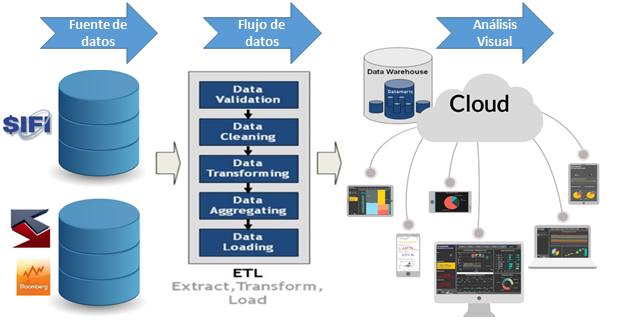 Fuente de
datos
Flujo de
datos
Análisis
Visual
$IFI
Bloomberg
Data
Validation
Data
Cleaning
Data
Transforming
Data
Aggregating
Data
Loading
ETL
Extract,Transform,
Load
Data Warehouse
Datamarts
Cloud